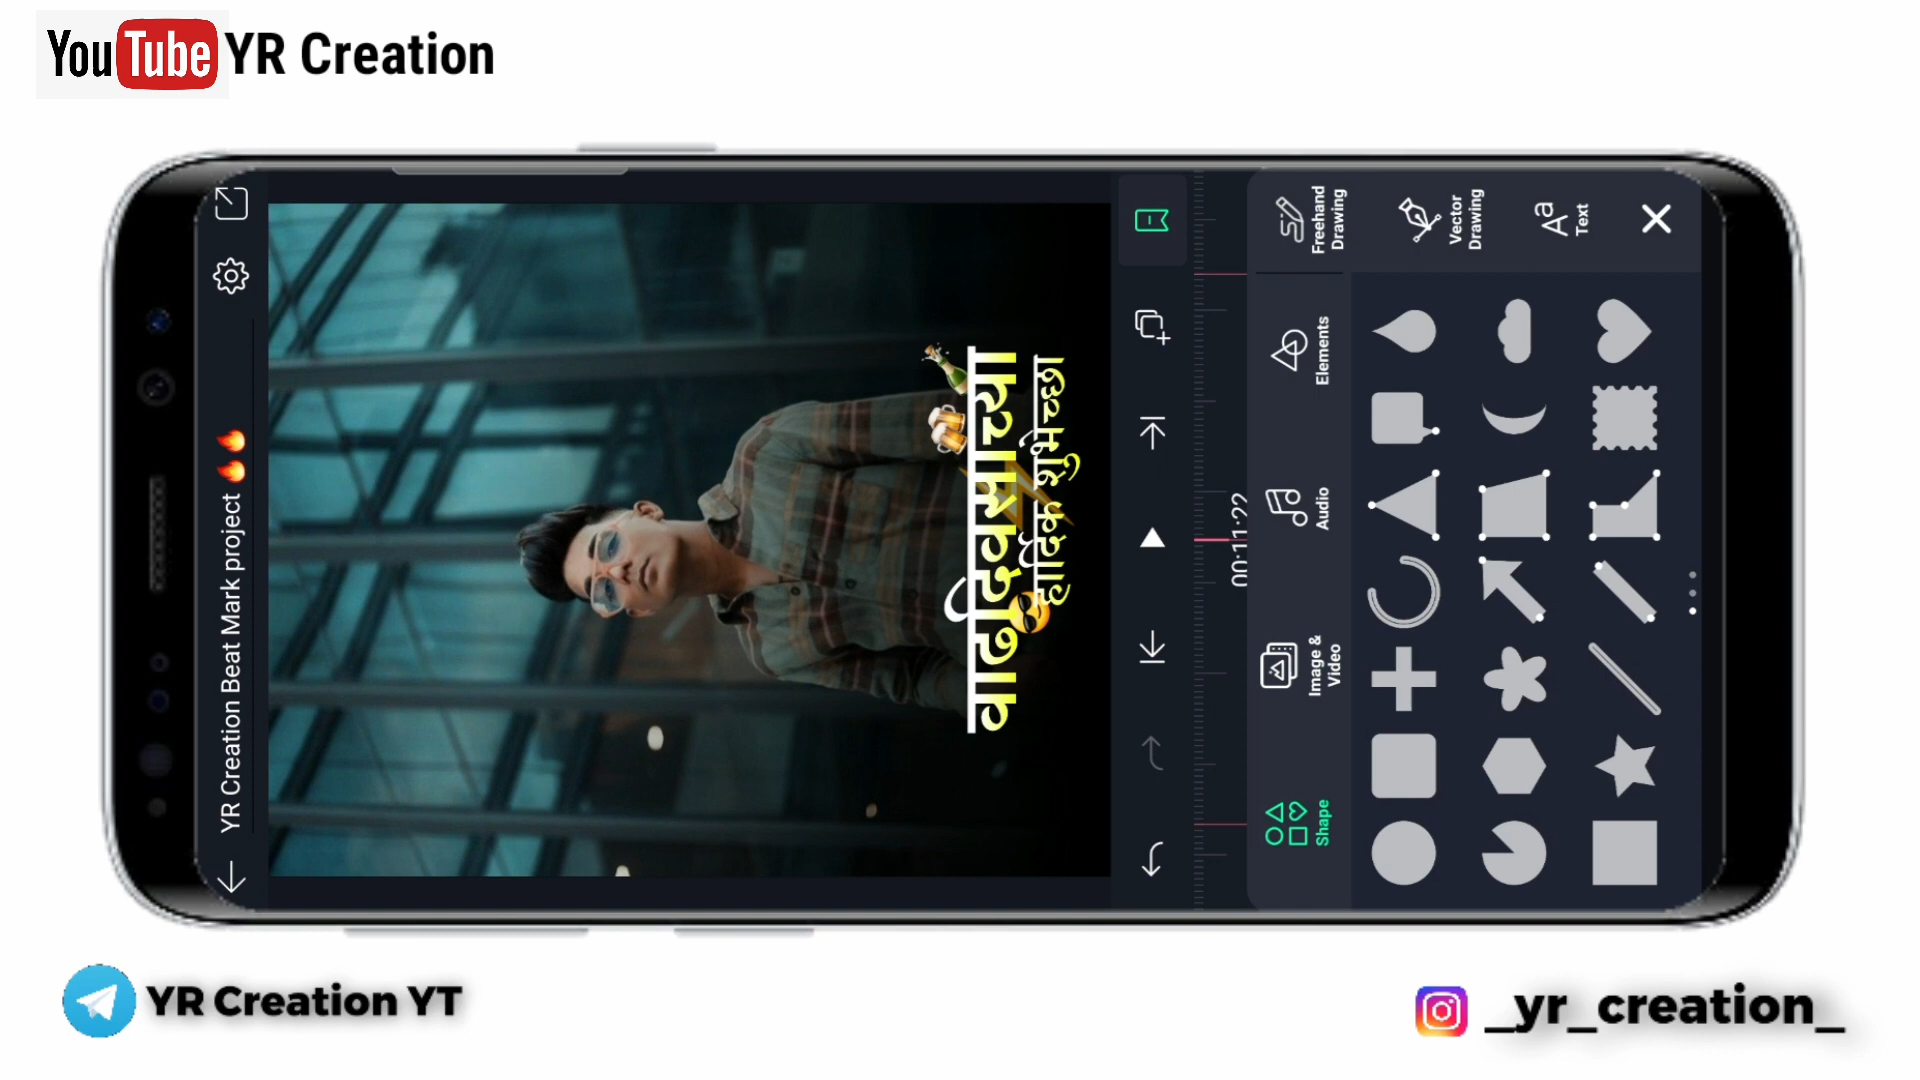 YouTube YR Creation
YR Creation Beat Mark project 🔥🔥
वाढदिवसाच्या
हार्दिक शुभेच्छा
00:11:22
Shape
Image &
Video
Audio
Elements
Freehand
Drawing
Vector
Drawing
Aa
Text
YR Creation YT
_yr_creation_